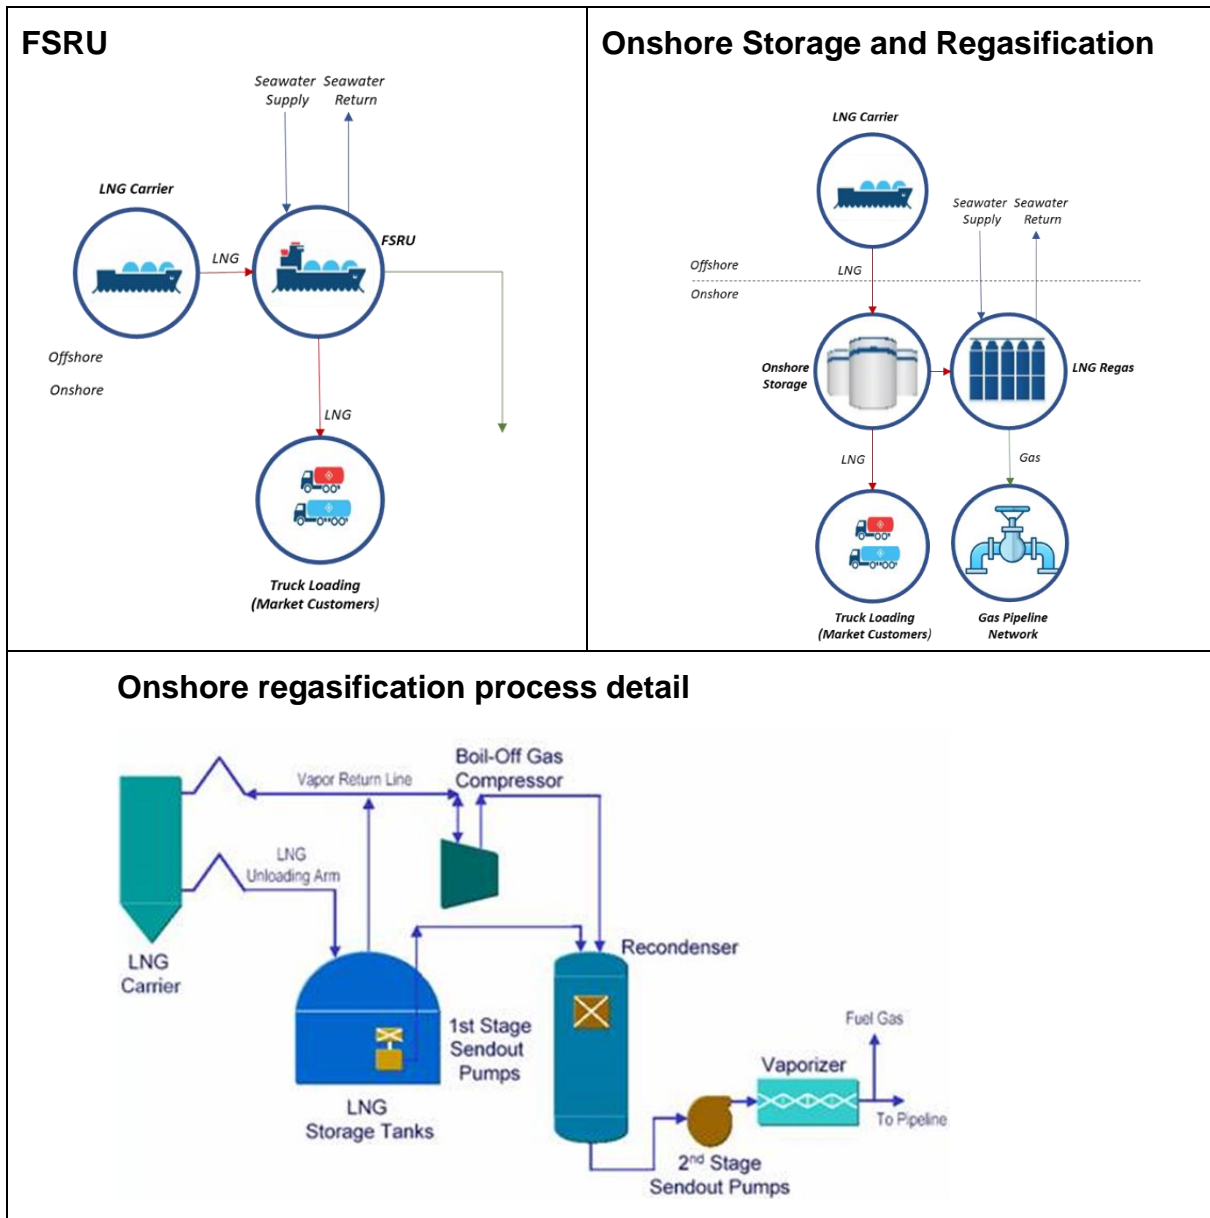 FSRU
Seawater Seawater
Supply Return
LNG Carrier
FSRU
LNG
Offshore
Onshore
LNG
Truck Loading
(Market Customers)
Onshore Storage and Regasification
LNG Carrier
Seawater Seawater
Supply Return
Offshore
LNG
Onshore
Onshore
Storage
LNG Regas
LNG
Gas
Truck Loading
(Market Customers)
Gas Pipeline
Network
Onshore regasification process detail
Boil-Off Gas
Compressor
Vapor Return Line
LNG
Unloading Arm
LNG
Carrier
Recondenser
1st Stage
Sendout
Pumps
LNG
Storage Tanks
Fuel Gas
Vaporizer
To Pipeline
2nd Stage
Sendout Pumps